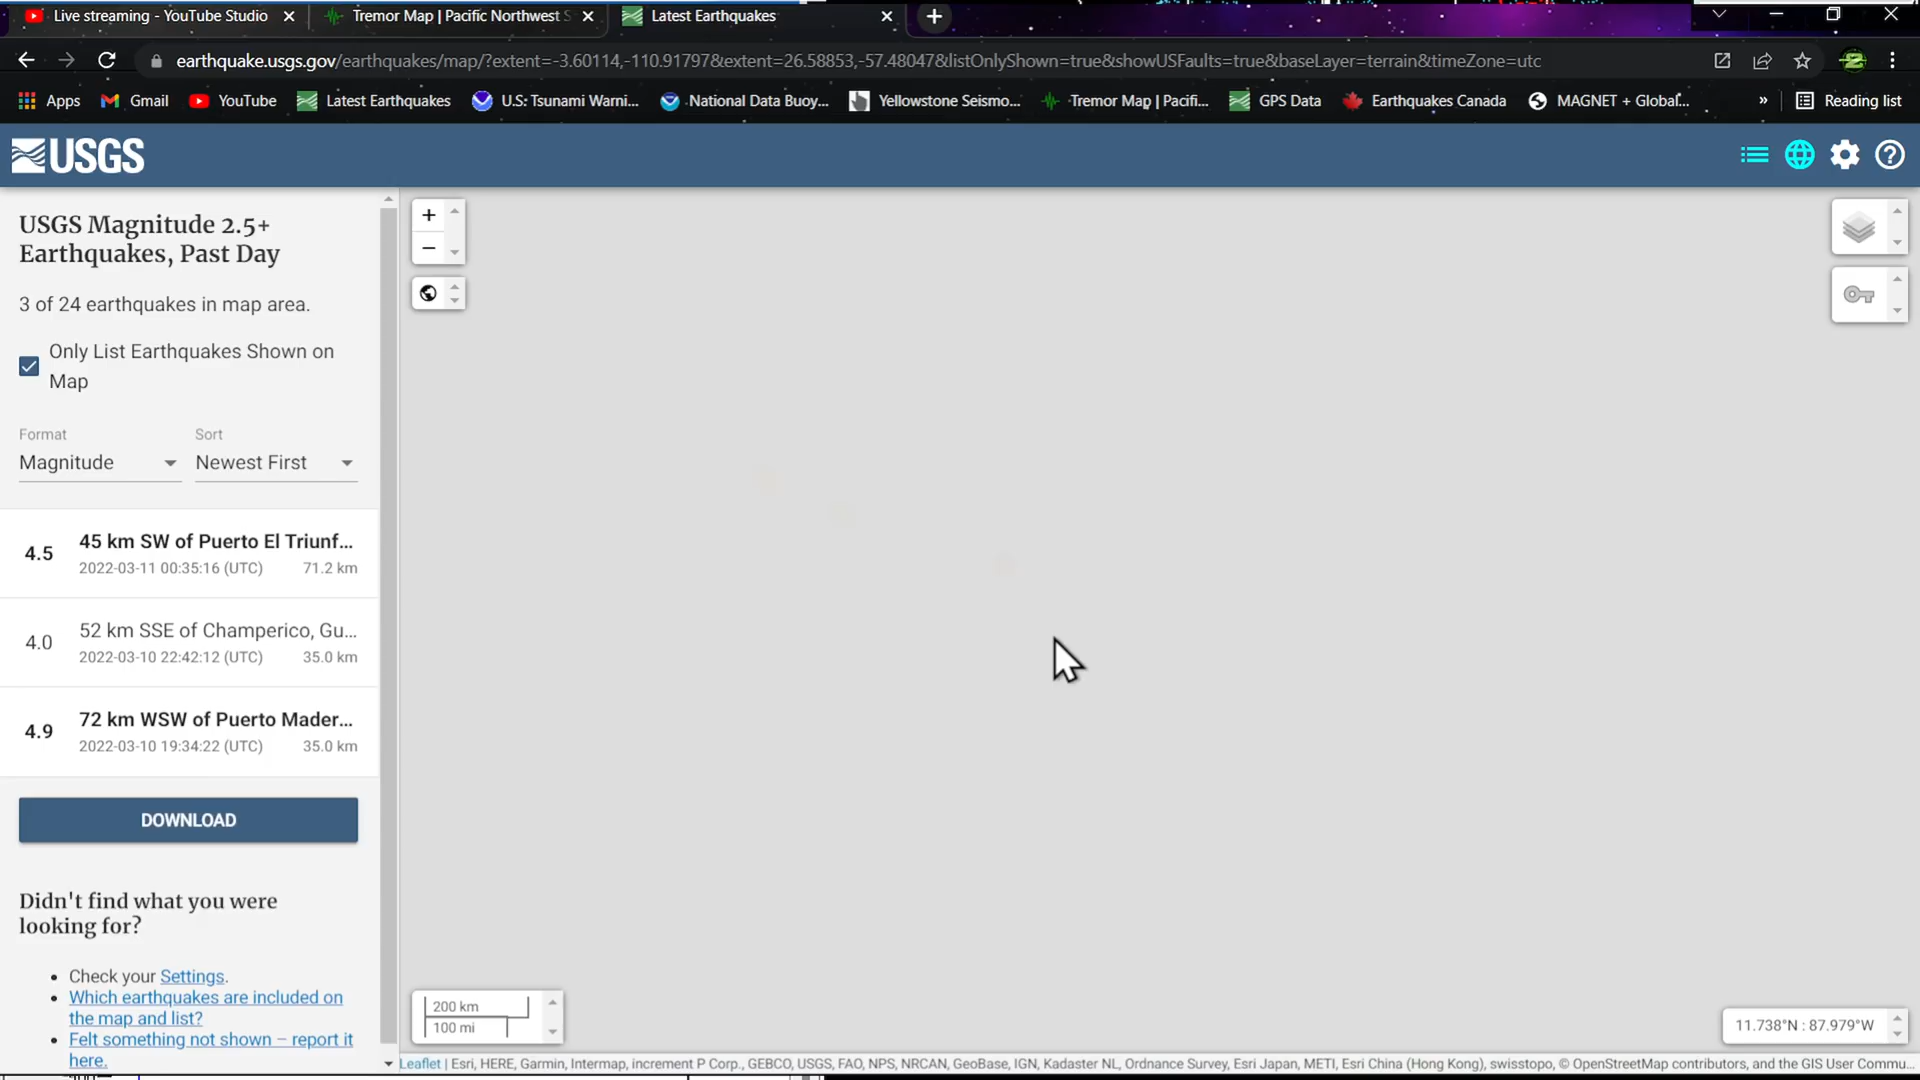 Live streaming - YouTube Studio
Tremor Map | Pacific Northwest S
Latest Earthquakes
earthquake.usgs.gov/earthquakes/map/?extent=-3.60114,-110.91797&extent=26.58853,-57.48047&listOnlyShown=true&showUSFaults=true&baseLayer=terrain&timeZone=utc
Apps
Gmail
YouTube
Latest Earthquakes
U.S: Tsunami Warni...
National Data Buoy...
Yellowstone Seismo...
Tremor Map | Pacifi...
GPS Data
Earthquakes Canada
MAGNET + Global...
»
Reading list
USGS
USGS Magnitude 2.5+
Earthquakes, Past Day
3 of 24 earthquakes in map area.
Only List Earthquakes Shown on
Map
Format
Sort
Magnitude
Newest First
4.5
45 km SW of Puerto El Triunf...
2022-03-11 00:35:16 (UTC)
71.2 km
4.0
52 km SSE of Champerico, Gu...
2022-03-10 22:42:12 (UTC)
35.0 km
4.9
72 km WSW of Puerto Mader...
2022-03-10 19:34:22 (UTC)
35.0 km
DOWNLOAD
Didn't find what you were
looking for?
Check your Settings.
Which earthquakes are included on
the map and list?
Felt something not shown – report it
here.
+
−
200 km
100 mi
11.738°N : 87.979°W
Leaflet | Esri, HERE, Garmin, Intermap, increment P Corp., GEBCO, USGS, FAO, NPS, NRCAN, GeoBase, IGN, Kadaster NL, Ordnance Survey, Esri Japan, METI, Esri China (Hong Kong), swisstopo, © OpenStreetMap contributors, and the GIS User Commu...